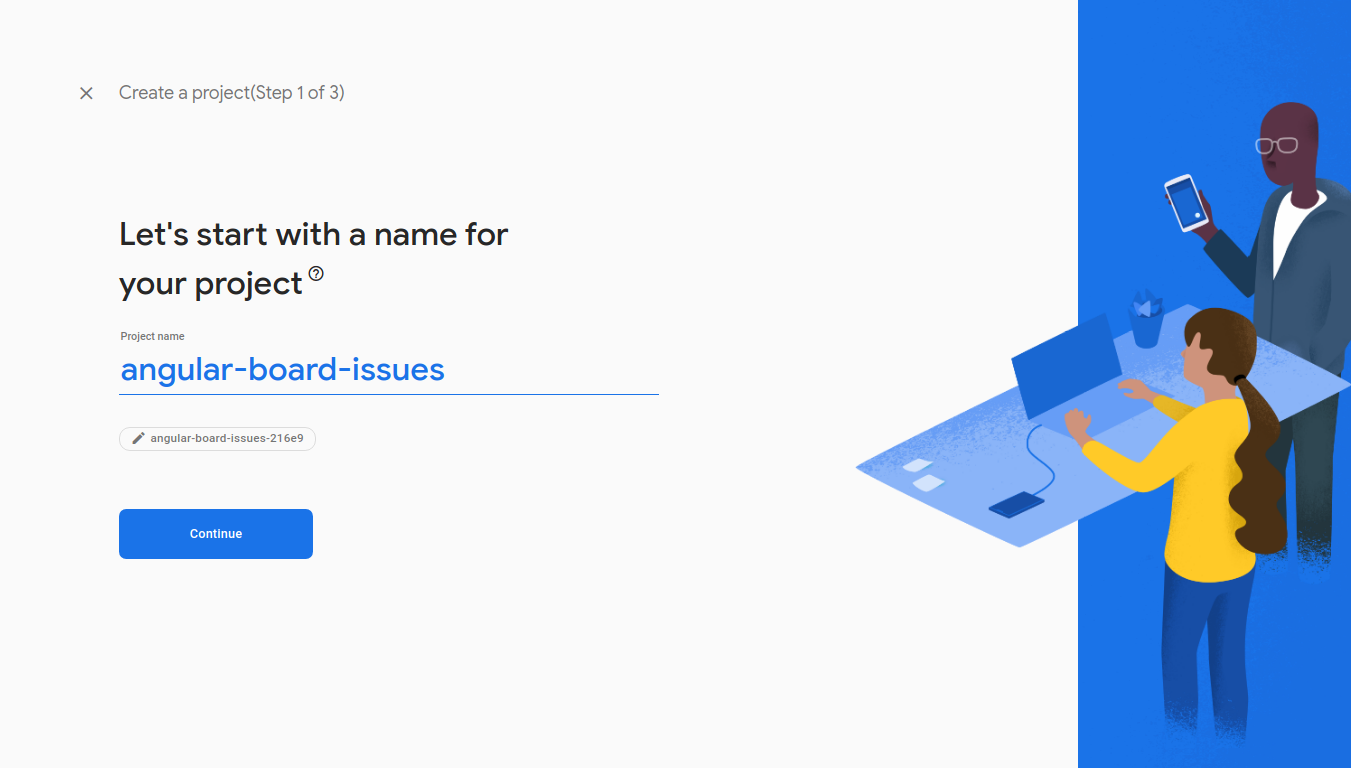 Create a project(Step 1 of 3)
Let's start with a name for
your project
Project name
angular-board-issues
angular-board-issues-216e9
Continue